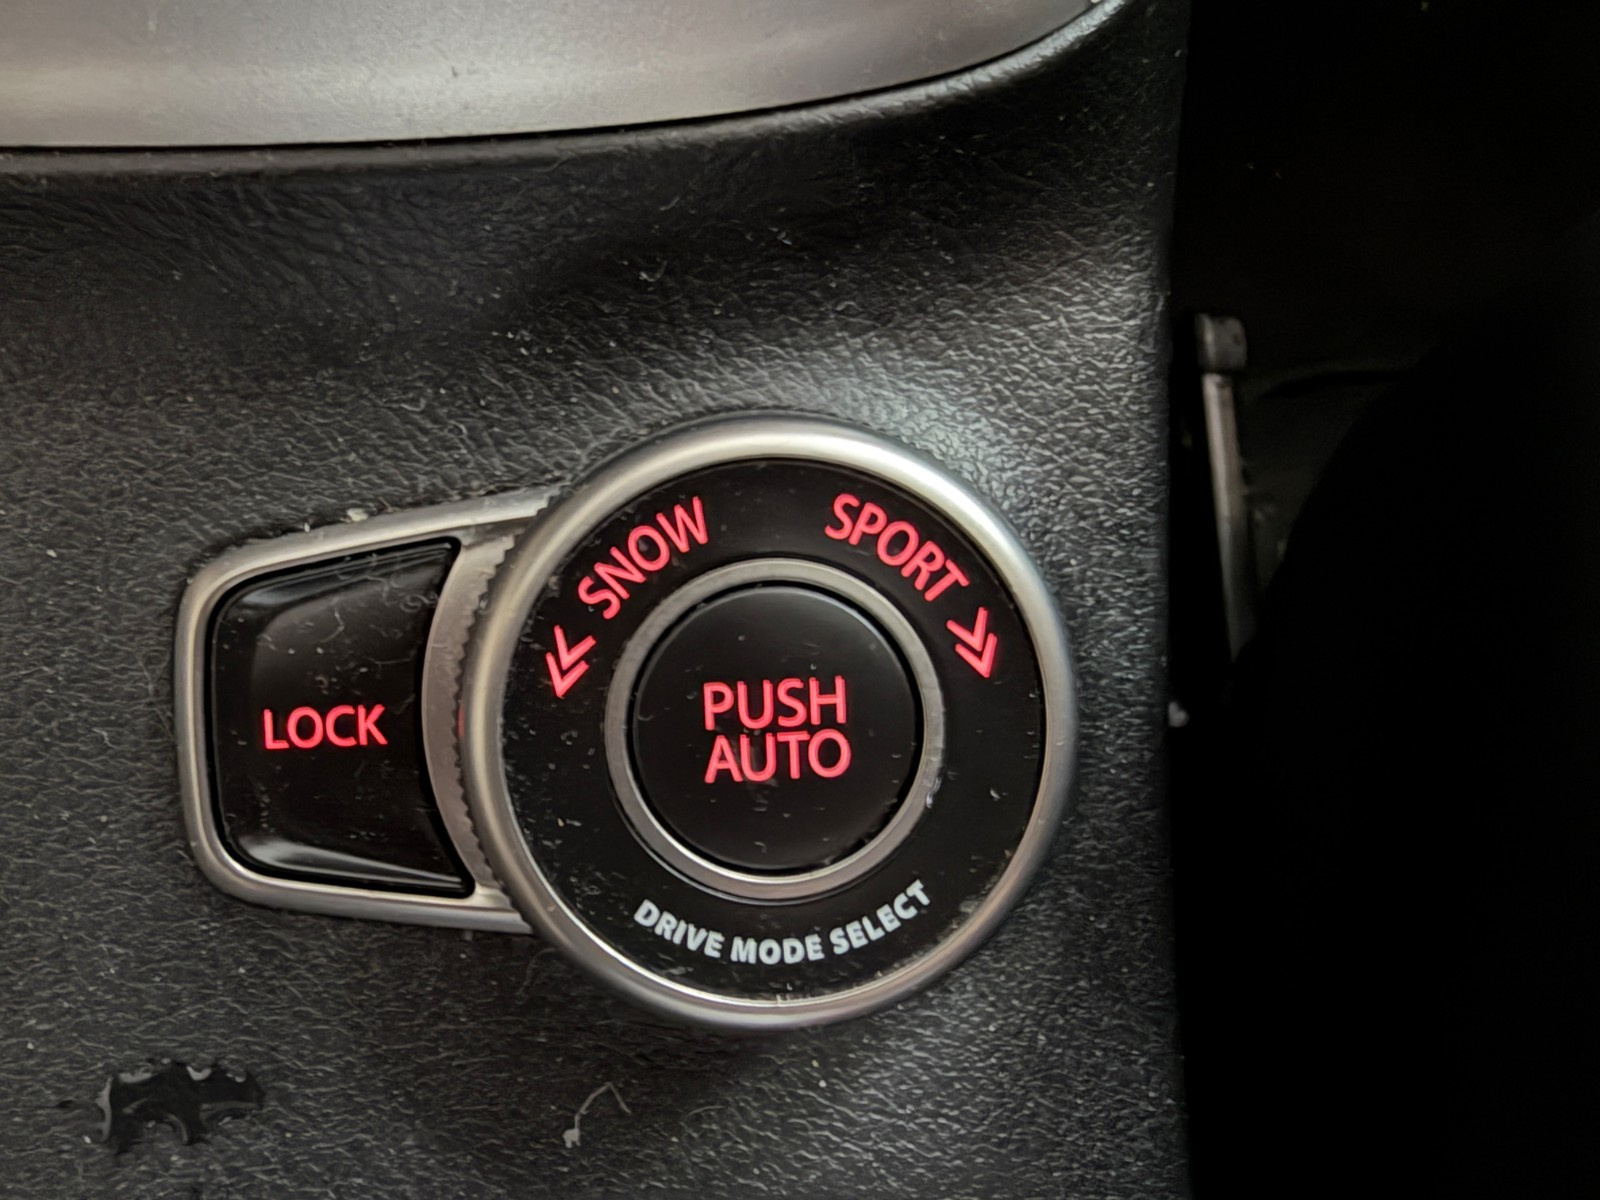 SNOW
SPORT
LOCK
PUSH
AUTO
DRIVE MODE SELECT